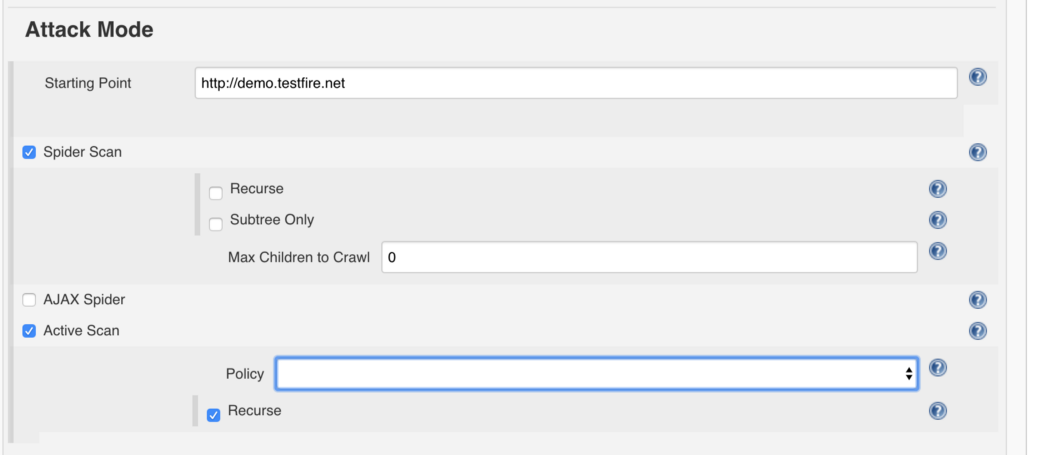 Attack Mode
Starting Point http://demo.testfire.net
Spider Scan
Recurse
Subtree Only
Max Children to Crawl 0
AJAX Spider
Active Scan
Policy
Recurse